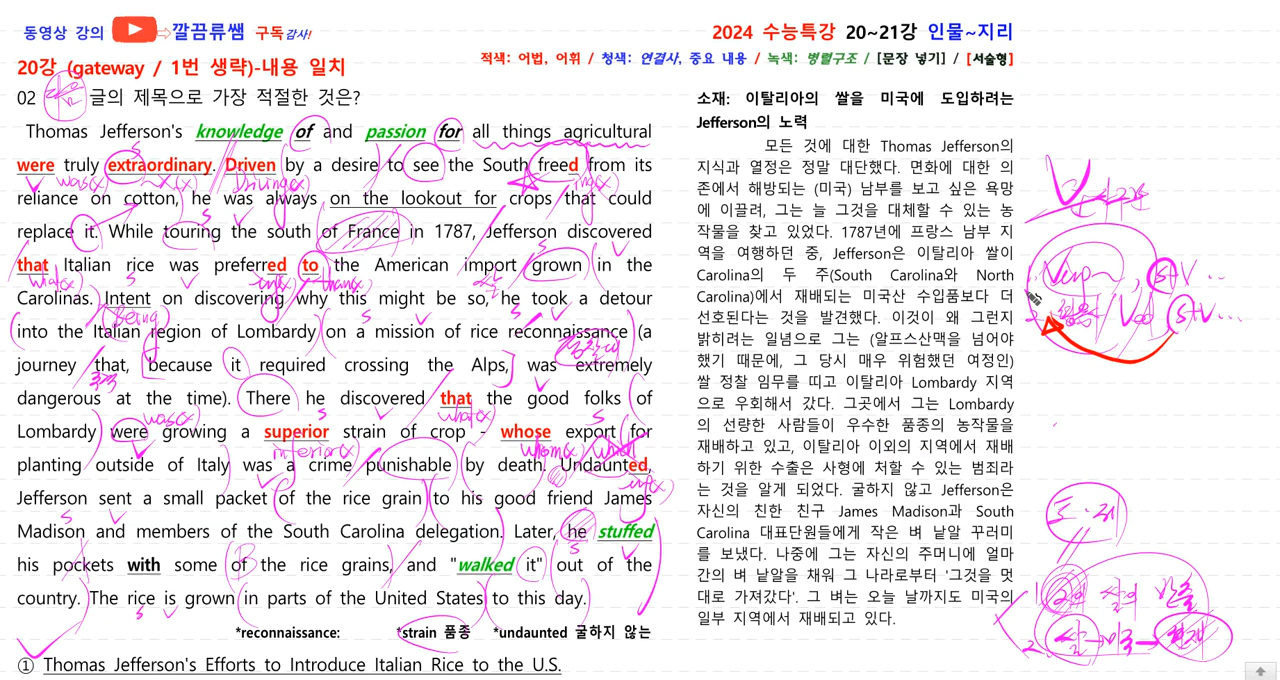 동영상 강의 깔끔류쌤 구독감사!
2024 수능특강 20~21강 인물~지리
적색: 어법, 어휘 / 청색: 연결사, 중요 내용 / 녹색: 병렬구조 / [문장 넣기] / [서술형]
20강 (gateway / 1번 생략)-내용 일치
02 글의 제목으로 가장 적절한 것은?
Thomas Jefferson's knowledge of and passion for all things agricultural
were truly extraordinary. Driven by a desire to see the South freed from its
was(x) Driving(x) ing(x)
reliance on cotton, he was always on the lookout for crops that could
replace it. While touring the south of France in 1787, Jefferson discovered
that Italian rice was preferred to the American import grown in the
what(x) ing(x) than(x)
Carolinas. Intent on discovering why this might be so, he took a detour
Being
into the Italian region of Lombardy on a mission of rice reconnaissance (a
journey that, because it required crossing the Alps, was extremely
dangerous at the time). There he discovered that the good folks of
was(x) what(x)
Lombardy were growing a superior strain of crop - whose export for
inferior(x) whom(x) which
planting outside of Italy was a crime punishable by death. Undaunted,
ing(x)
Jefferson sent a small packet of the rice grain to his good friend James
Madison and members of the South Carolina delegation. Later, he stuffed
his pockets with some of the rice grains, and "walked it" out of the
country. The rice is grown in parts of the United States to this day.
*reconnaissance: *strain 품종 *undaunted 굴하지 않는
① Thomas Jefferson's Efforts to Introduce Italian Rice to the U.S.
소재: 이탈리아의 쌀을 미국에 도입하려는
Jefferson의 노력
모든 것에 대한 Thomas Jefferson의
지식과 열정은 정말 대단했다. 면화에 대한 의
존에서 해방되는 (미국) 남부를 보고 싶은 욕망
에 이끌려, 그는 늘 그것을 대체할 수 있는 농
작물을 찾고 있었다. 1787년에 프랑스 남부 지
역을 여행하던 중, Jefferson은 이탈리아 쌀이
Carolina의 두 주(South Carolina와 North
Carolina)에서 재배되는 미국산 수입품보다 더
선호된다는 것을 발견했다. 이것이 왜 그런지
밝히려는 일념으로 그는 (알프스산맥을 넘어야
했기 때문에, 그 당시 매우 위험했던 여정인)
쌀 정찰 임무를 띠고 이탈리아 Lombardy 지역
으로 우회해서 갔다. 그곳에서 그는 Lombardy
의 선량한 사람들이 우수한 품종의 농작물을
재배하고 있고, 이탈리아 이외의 지역에서 재배
하기 위한 수출은 사형에 처할 수 있는 범죄라
는 것을 알게 되었다. 굴하지 않고 Jefferson은
자신의 친한 친구 James Madison과 South
Carolina 대표단원들에게 작은 벼 낱알 꾸러미
를 보냈다. 나중에 그는 자신의 주머니에 얼마
간의 벼 낱알을 채워 그 나라로부터 '그것을 멋
대로 가져갔다'. 그 벼는 오늘 날까지도 미국의
일부 지역에서 재배되고 있다.
Ving~, S+V ...
S+V ...